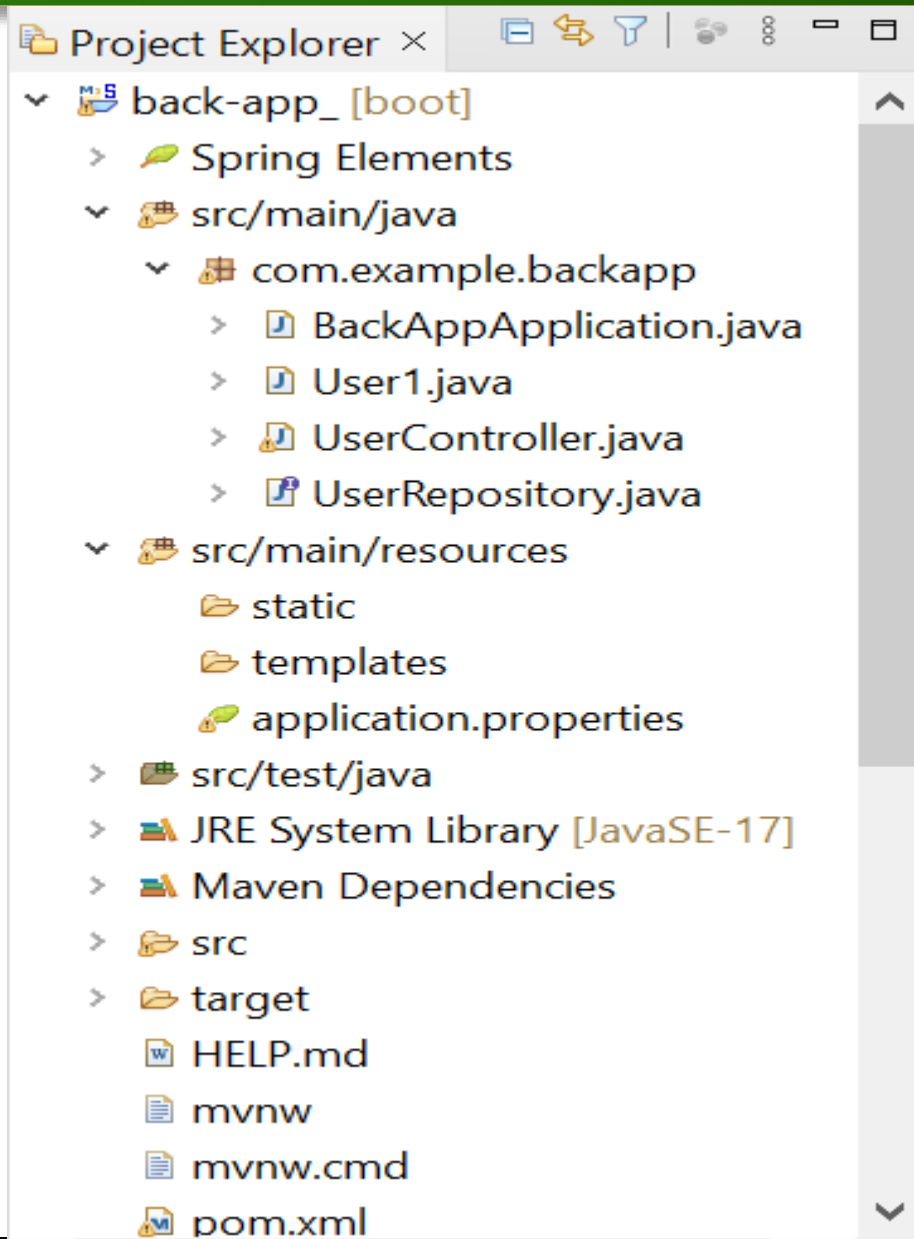 Project Explorer ×
back-app_ [boot]
Spring Elements
src/main/java
com.example.backapp
BackAppApplication.java
User1.java
UserController.java
UserRepository.java
src/main/resources
static
templates
application.properties
src/test/java
JRE System Library [JavaSE-17]
Maven Dependencies
src
target
HELP.md
mvnw
mvnw.cmd
pom.xml